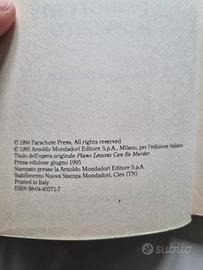 © 1994 Parachute Press, All rights reserved
© 1995 Arnoldo Mondadori Editore S.p.A., Milano, per l'edizione italiana
Titolo dell'opera originale Piano Lessons Can Be Murder
Prima edizione giugno 1995
Stampato presso la Arnoldo Mondadori Editore S.p.A.
Stabilimento Nuova Stampa Mondadori, Cles (TN)
Printed in Italy
ISBN 88-04-40271-7
subito